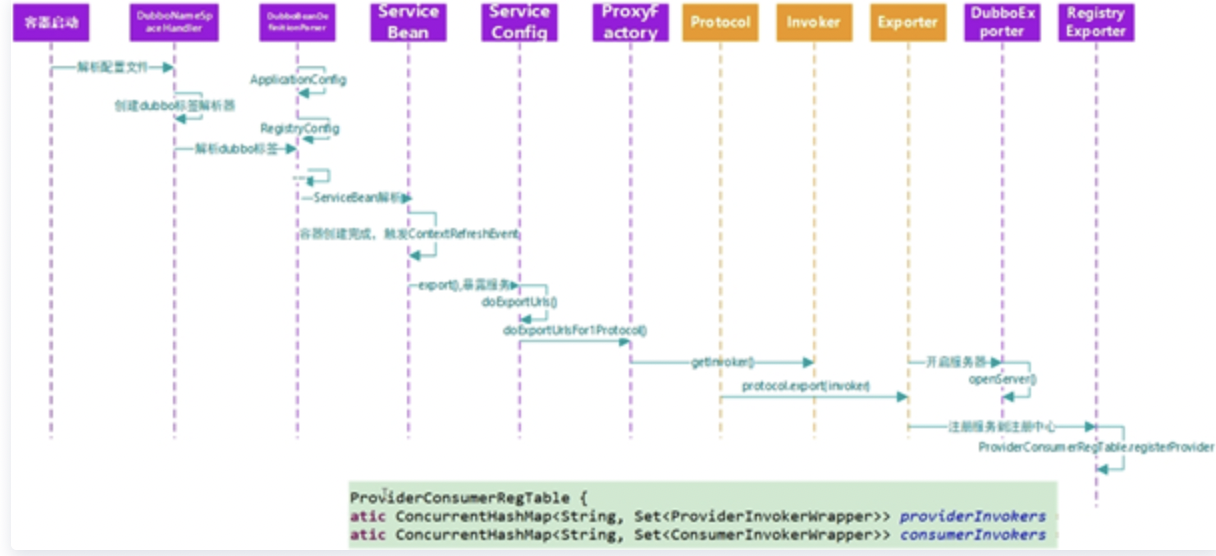 容器启动
DubboNameSp
aceHandler
DubboBeanDe
finitionParser
Service
Bean
Service
Config
ProxyF
actory
Protocol
Invoker
Exporter
DubboEx
porter
Registry
Exporter
解析配置文件
ApplicationConfig
创建dubbo标签解析器
RegistryConfig
解析dubbo标签
....
ServiceBean解析
容器创建完成，触发ContextRefreshEvent
export(),暴露服务
doExportUrls()
doExportUrlsFor1Protocol()
getInvoker()
开启服务器
openServer()
protocol.export(invoker)
注册服务到注册中心
ProviderConsumerRegTable.registerProvider
ProviderConsumerRegTable {
atic ConcurrentHashMap<String, Set<ProviderInvokerWrapper>> providerInvokers
atic ConcurrentHashMap<String, Set<ConsumerInvokerWrapper>> consumerInvokers